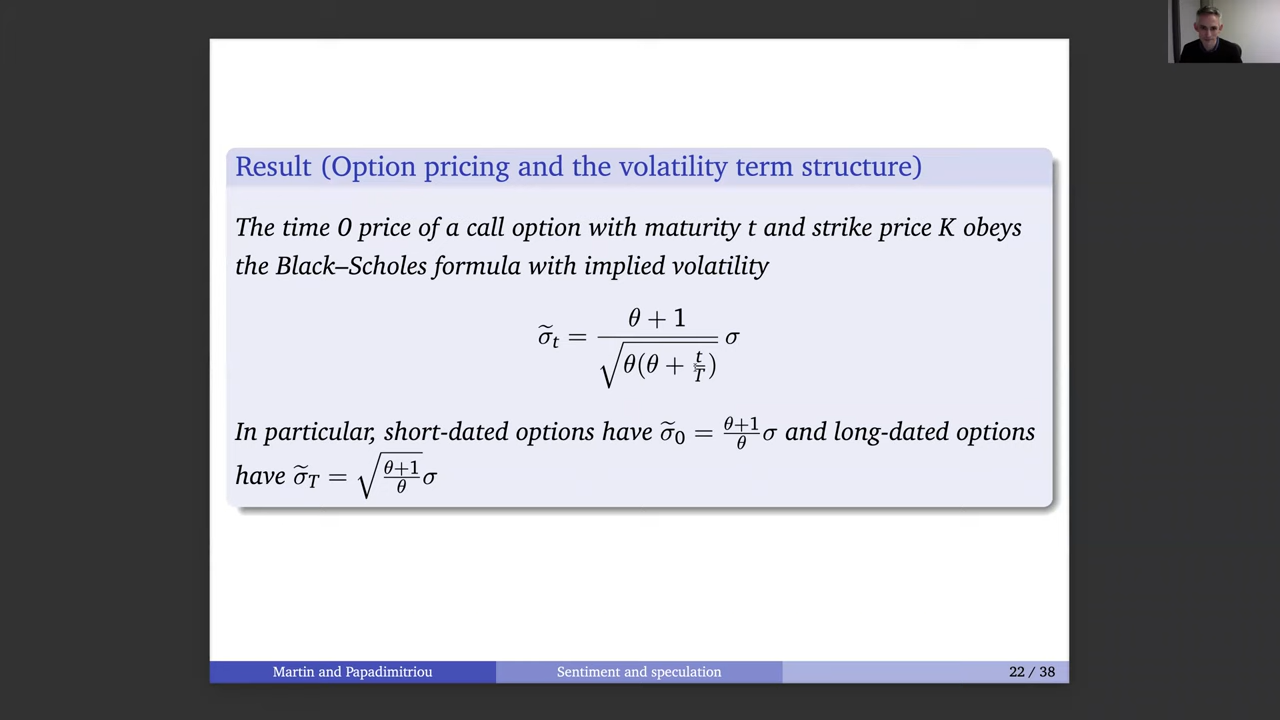 Result (Option pricing and the volatility term structure)
The time 0 price of a call option with maturity t and strike price K obeys
the Black–Scholes formula with implied volatility
σ̃_t = (θ + 1) / √(θ(θ + t/T)) σ
In particular, short-dated options have σ̃_0 = (θ+1)/θ σ and long-dated options
have σ̃_T = √((θ+1)/θ) σ
Martin and Papadimitriou
Sentiment and speculation
22 / 38